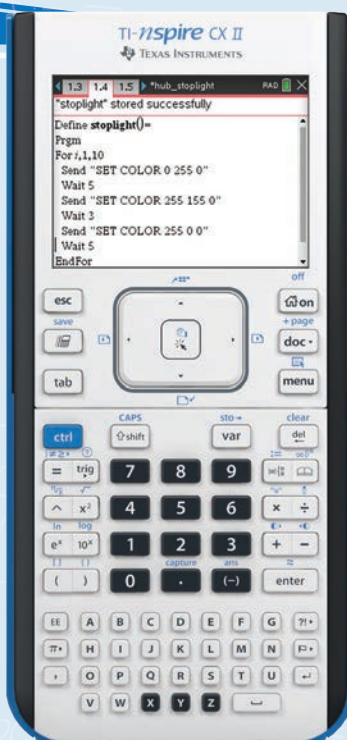 TI-nspire CX II
TEXAS INSTRUMENTS
1.3 1.4 1.5 *hub_stoplight RAD
"stoplight" stored successfully
Define stoplight()=
Prgm
For i,1,10
Send "SET COLOR 0 255 0"
Wait 5
Send "SET COLOR 255 155 0"
Wait 3
Send "SET COLOR 255 0 0"
Wait 5
EndFor
off
esc
on
save
+page
doc
tab
menu
CAPS
sto→
clear
ctrl
shift
var
del
= trig 7 8 9
^ x² 4 5 6 × ÷
ln log
eˣ 10ˣ 1 2 3 + −
capture ans ≈
( ) 0 . (−) enter
EE A B C D E F G ?!
π H I J K L M N
, O P Q R S T U
V W X Y Z